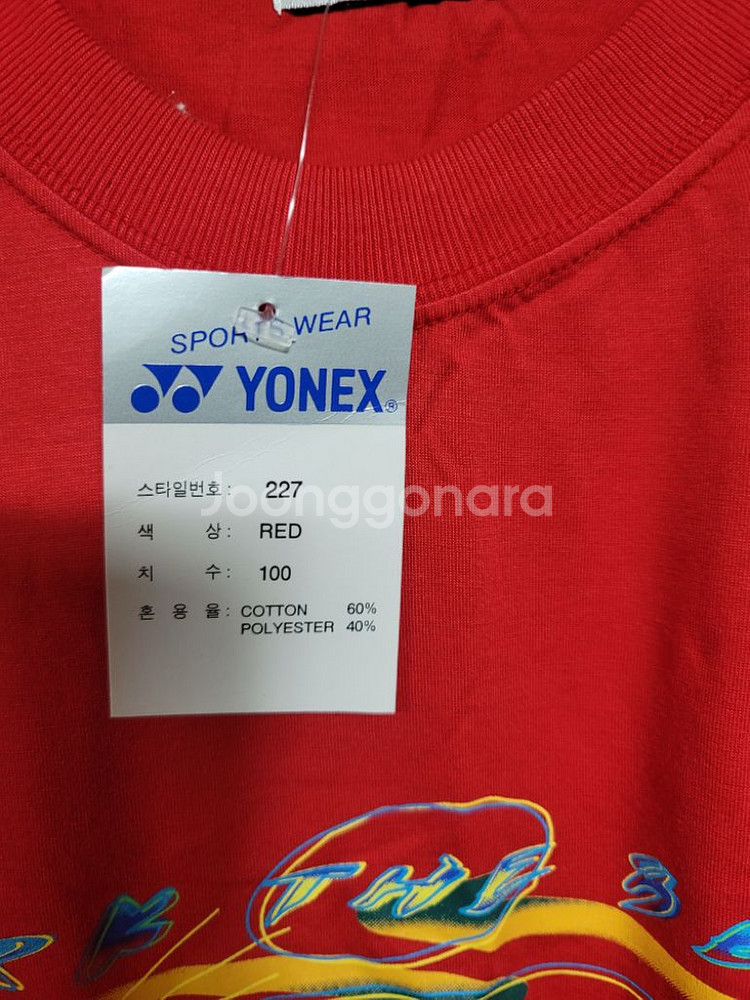 SPORTS WEAR
YONEX®
스타일번호 : 227
Joonggonara
색 상 : RED
치 수 : 100
혼 용 율 : COTTON 60%
POLYESTER 40%
THE